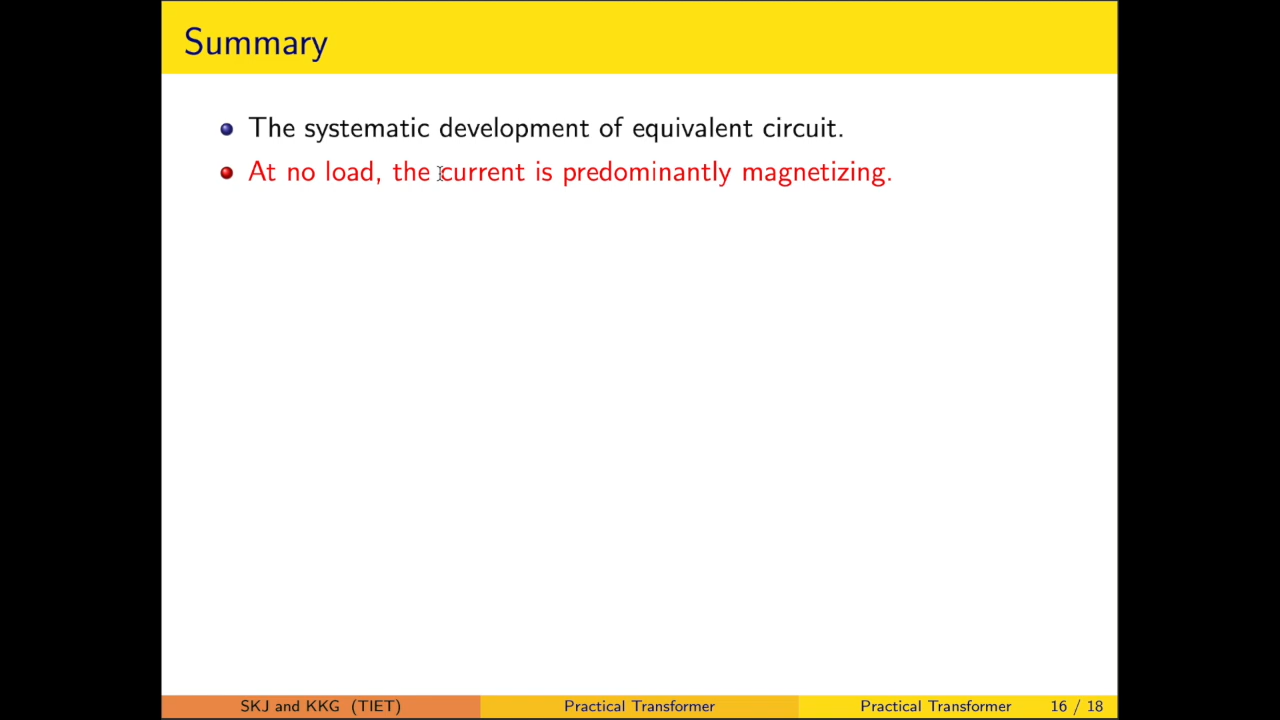 Summary
The systematic development of equivalent circuit.
At no load, the current is predominantly magnetizing.
SKJ and KKG (TIET) Practical Transformer Practical Transformer 16 / 18